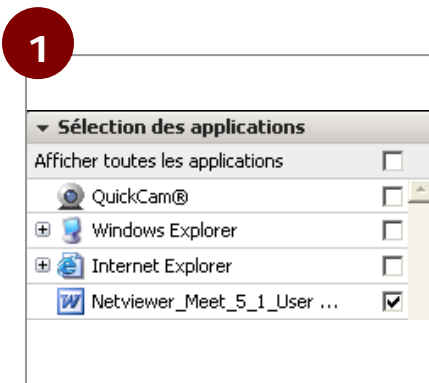 1
Sélection des applications
Afficher toutes les applications
QuickCam®
Windows Explorer
Internet Explorer
Netviewer_Meet_5_1_User ...